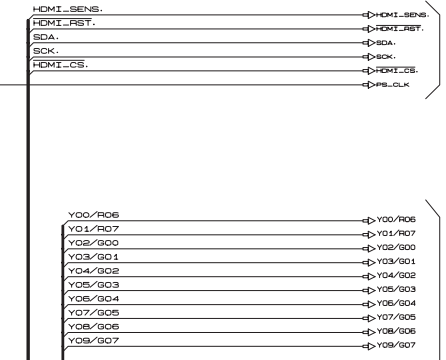 HDMI_SENS. HDMI_SENS.
HDMI_RST. HDMI_RST.
SDA. SDA.
SCK. SCK.
HDMI_CS. HDMI_CS.
PS_CLK
Y00/R06 Y00/R06
Y01/R07 Y01/R07
Y02/G00 Y02/G00
Y03/G01 Y03/G01
Y04/G02 Y04/G02
Y05/G03 Y05/G03
Y06/G04 Y06/G04
Y07/G05 Y07/G05
Y08/G06 Y08/G06
Y09/G07 Y09/G07